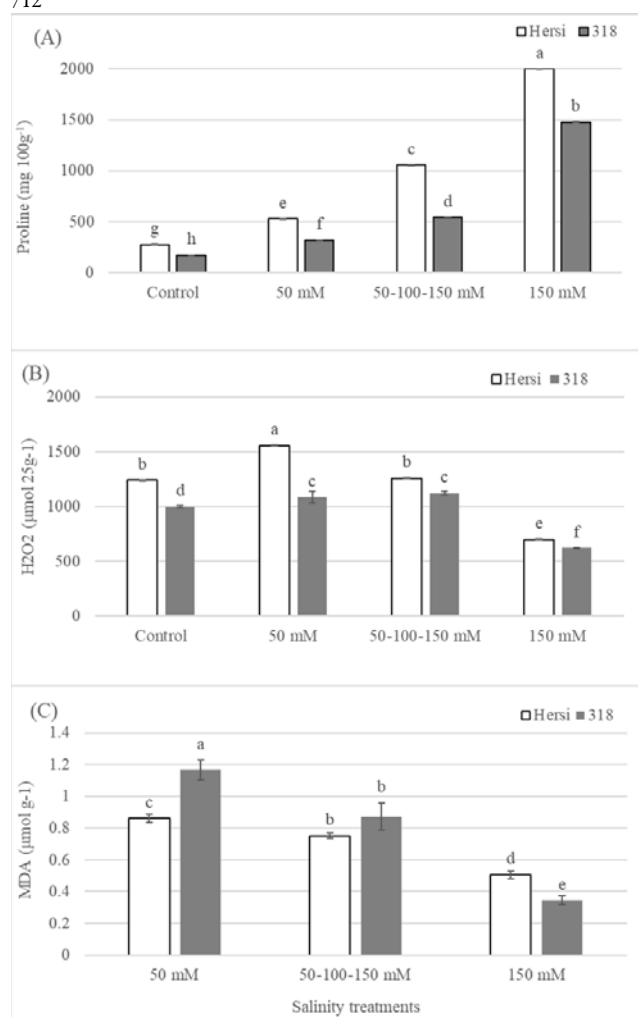 712
(A)
Hersi 318
Proline (mg 100g⁻¹)
2000
1500
1000
500
0
g h e f c d a b
Control 50 mM 50-100-150 mM 150 mM
(B)
Hersi 318
H2O2 (µmol 25g-1)
2000
1500
1000
500
0
b d a c b c e f
Control 50 mM 50-100-150 mM 150 mM
(C)
Hersi 318
MDA (µmol g-1)
1.4
1.2
1
0.8
0.6
0.4
0.2
0
c a b b d e
50 mM 50-100-150 mM 150 mM
Salinity treatments